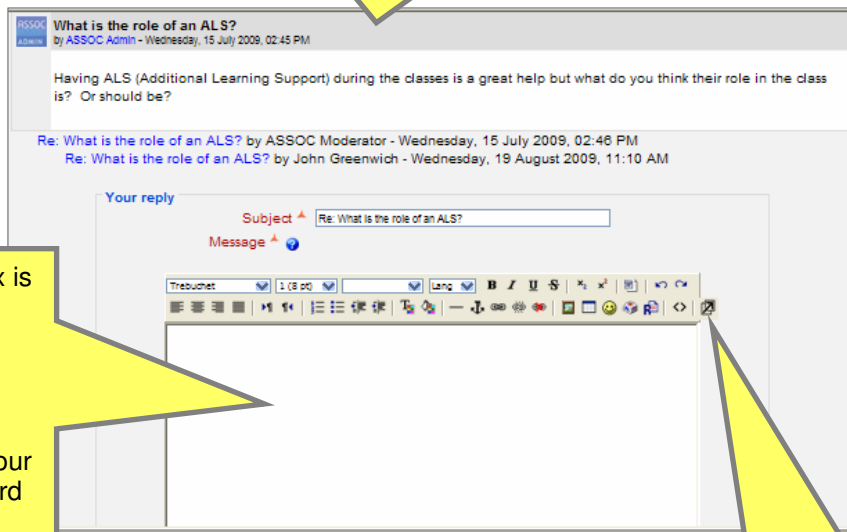 ASSOC
ADMIN
What is the role of an ALS?
by ASSOC Admin - Wednesday, 15 July 2009, 02:45 PM
Having ALS (Additional Learning Support) during the classes is a great help but what do you think their role in the class
is? Or should be?
Re: What is the role of an ALS? by ASSOC Moderator - Wednesday, 15 July 2009, 02:46 PM
Re: What is the role of an ALS? by John Greenwich - Wednesday, 19 August 2009, 11:10 AM
Your reply
Subject Re: What is the role of an ALS?
Message
x is
Trebuchet 1 (8 pt) Lang B I U S x₂ x²
our
rd